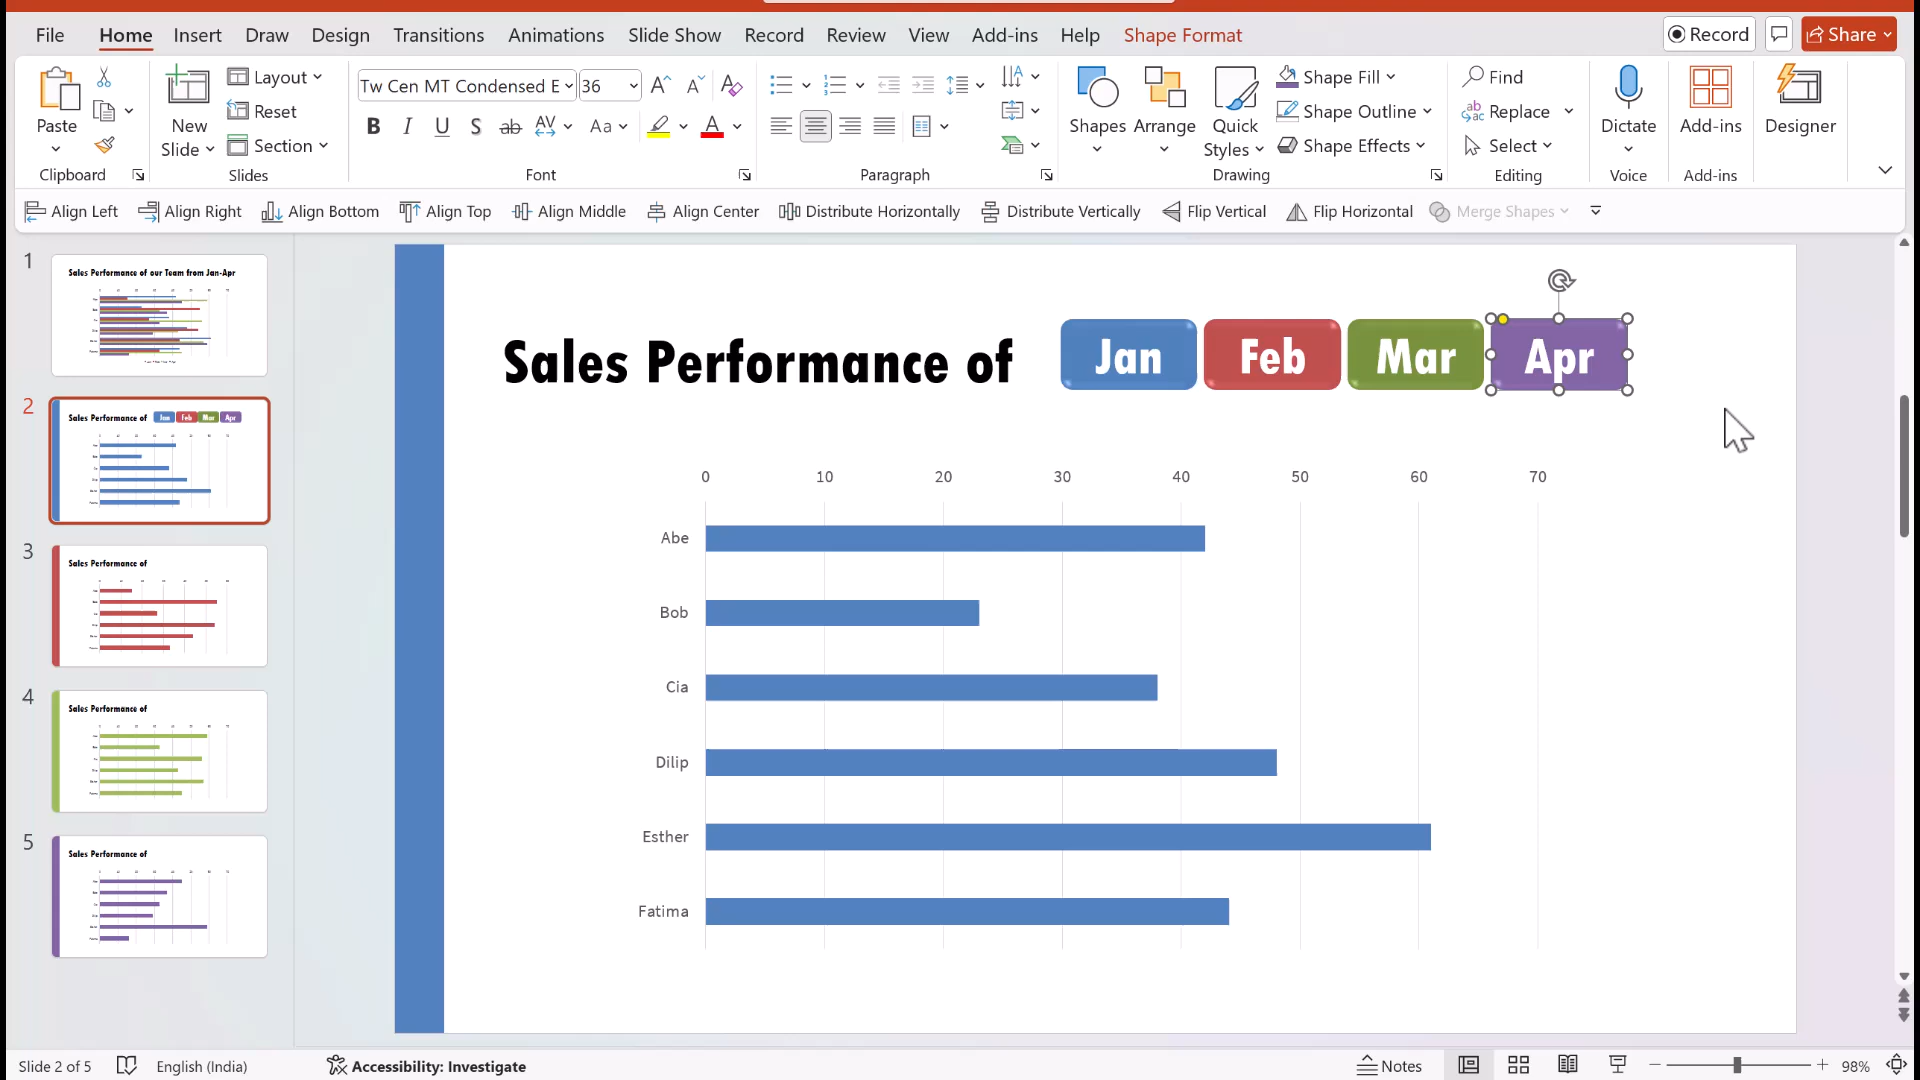 File Home Insert Draw Design Transitions Animations Slide Show Record Review View Add-ins Help Shape Format Record Share
Tw Cen MT Condensed E 36
Paste New Slide Layout Reset Section
B I U S ab AV Aa A
Shapes Arrange Quick Styles Shape Fill Shape Outline Shape Effects
Find Replace Select Dictate Add-ins Designer
Clipboard Slides Font Paragraph Drawing Editing Voice Add-ins
Align Left Align Right Align Bottom Align Top Align Middle Align Center Distribute Horizontally Distribute Vertically Flip Vertical Flip Horizontal Merge Shapes
1
Sales Performance of our Team from Jan-Apr
2
Sales Performance of Jan Feb Mar Apr
3
Sales Performance of
4
Sales Performance of
5
Sales Performance of
Sales Performance of Jan Feb Mar Apr
0 10 20 30 40 50 60 70
Abe
Bob
Cia
Dilip
Esther
Fatima
Slide 2 of 5 English (India) Accessibility: Investigate Notes 98%